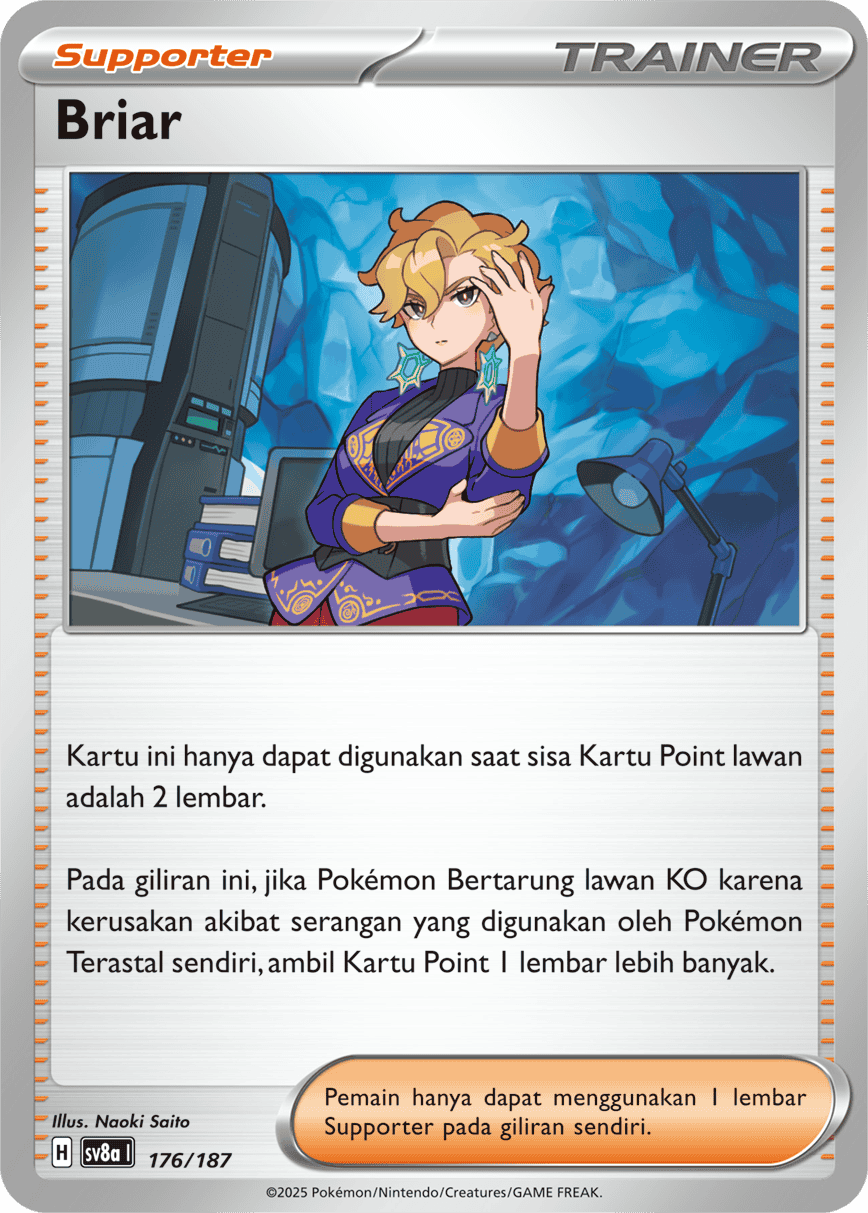 Supporter
TRAINER
Briar
Kartu ini hanya dapat digunakan saat sisa Kartu Point lawan
adalah 2 lembar.
Pada giliran ini, jika Pokémon Bertarung lawan KO karena
kerusakan akibat serangan yang digunakan oleh Pokémon
Terastal sendiri, ambil Kartu Point 1 lembar lebih banyak.
Pemain hanya dapat menggunakan 1 lembar
Supporter pada giliran sendiri.
Illus. Naoki Saito
H sv8a I 176/187
©2025 Pokémon/Nintendo/Creatures/GAME FREAK.